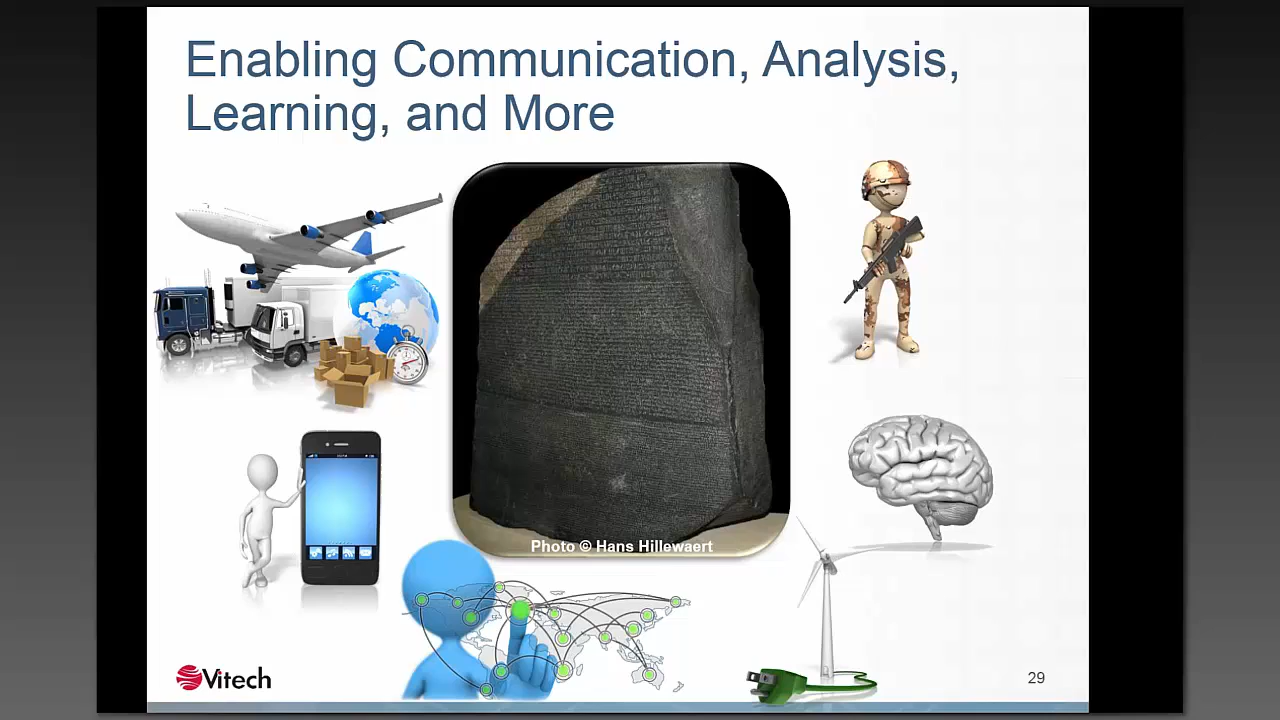 Enabling Communication, Analysis,
Learning, and More
Photo © Hans Hillewaert
Vitech
29